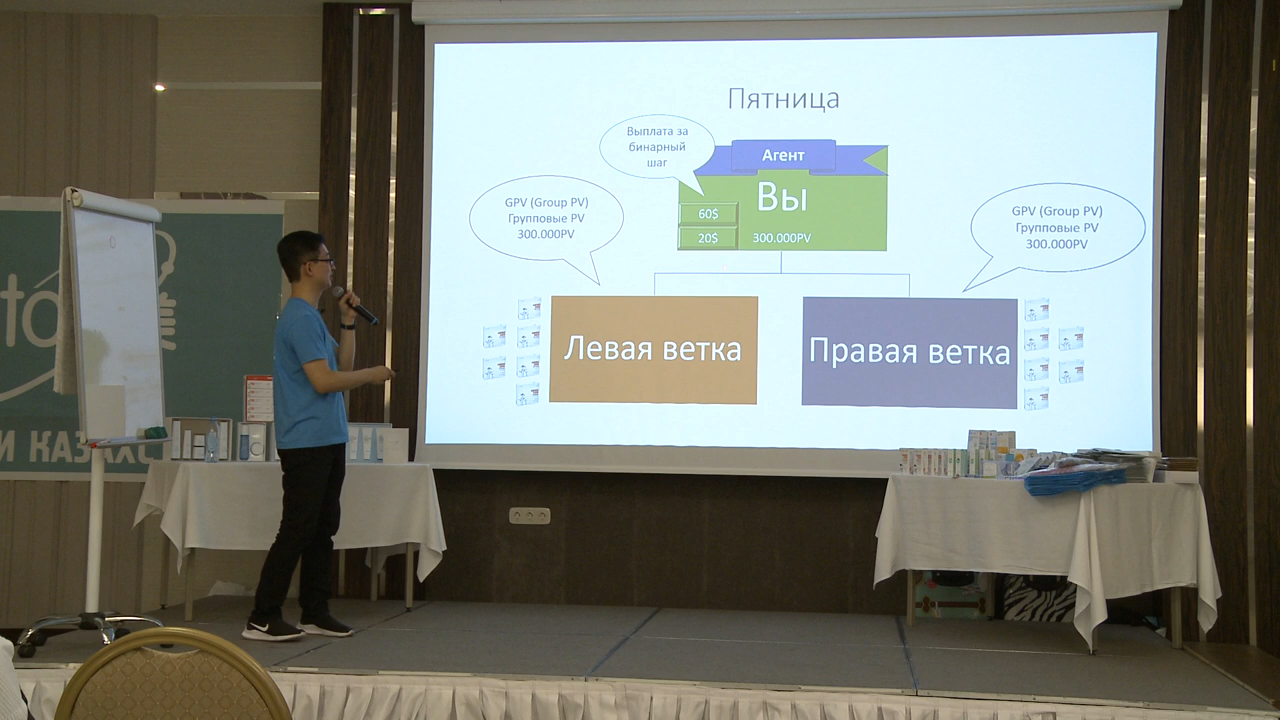 Пятница
Выплата за
бинарный
шаг
Агент
Вы
60$
20$
300.000PV
GPV (Group PV)
Групповые PV
300.000PV
GPV (Group PV)
Групповые PV
300.000PV
Левая ветка
Правая ветка
И КАЗАХС